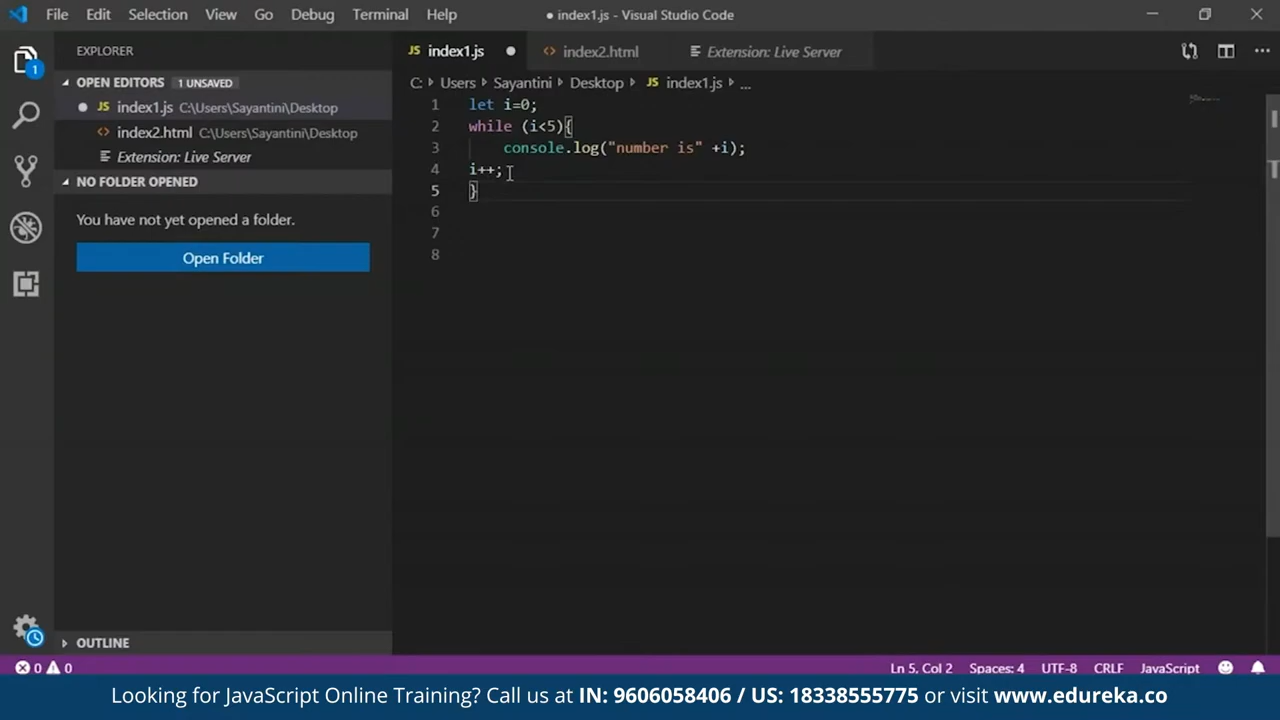 File Edit Selection View Go Debug Terminal Help
● index1.js - Visual Studio Code
EXPLORER
OPEN EDITORS 1 UNSAVED
● JS index1.js C:\Users\Sayantini\Desktop
<> index2.html C:\Users\Sayantini\Desktop
Extension: Live Server
NO FOLDER OPENED
You have not yet opened a folder.
Open Folder
OUTLINE
1
JS index1.js ● <> index2.html Extension: Live Server
C: > Users > Sayantini > Desktop > JS index1.js > ...
1 let i=0;
2 while (i<5){
3     console.log("number is" +i);
4 i++;
5 }
6
7
8
0 0 Ln 5, Col 2 Spaces: 4 UTF-8 CRLF JavaScript
Looking for JavaScript Online Training? Call us at IN: 9606058406 / US: 18338555775 or visit www.edureka.co